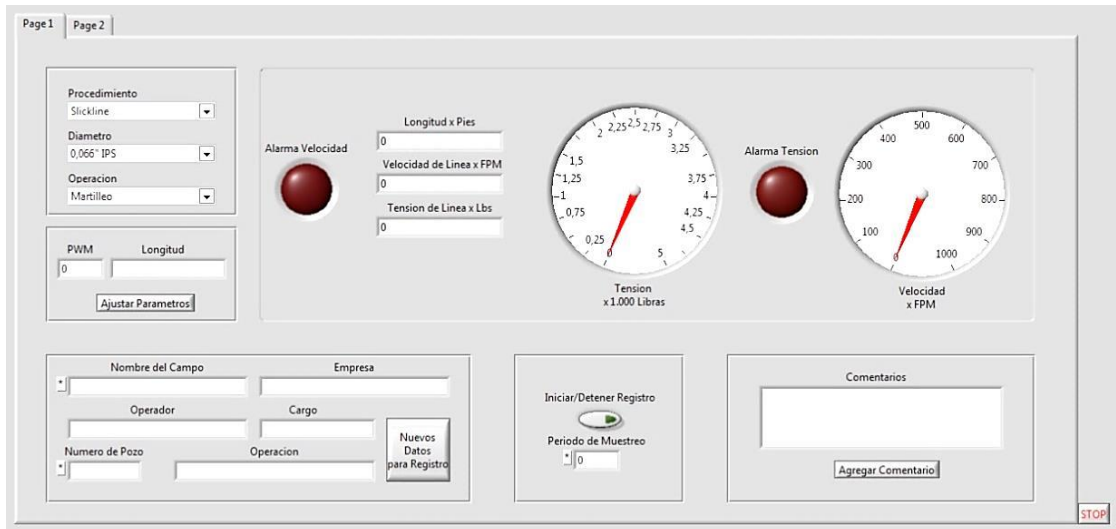 Page 1
Page 2
Procedimiento
Slickline
Diametro
0,066" IPS
Operacion
Martilleo
PWM
Longitud
0
Ajustar Parametros
Alarma Velocidad
Longitud x Pies
0
Velocidad de Linea x FPM
0
Tension de Linea x Lbs
0
0
0,25
0,75
1
1,25
1,5
2
2,25
2,5
2,75
3
3,25
3,75
4
4,25
4,5
5
Tension
x 1.000 Libras
Alarma Tension
0
100
200
300
400
500
600
700
800
900
1000
Velocidad
x FPM
Nombre del Campo
Empresa
*
Operador
Cargo
Numero de Pozo
Operacion
*
Nuevos
Datos
para Registro
Iniciar/Detener Registro
Periodo de Muestreo
*
0
Comentarios
Agregar Comentario
STOP